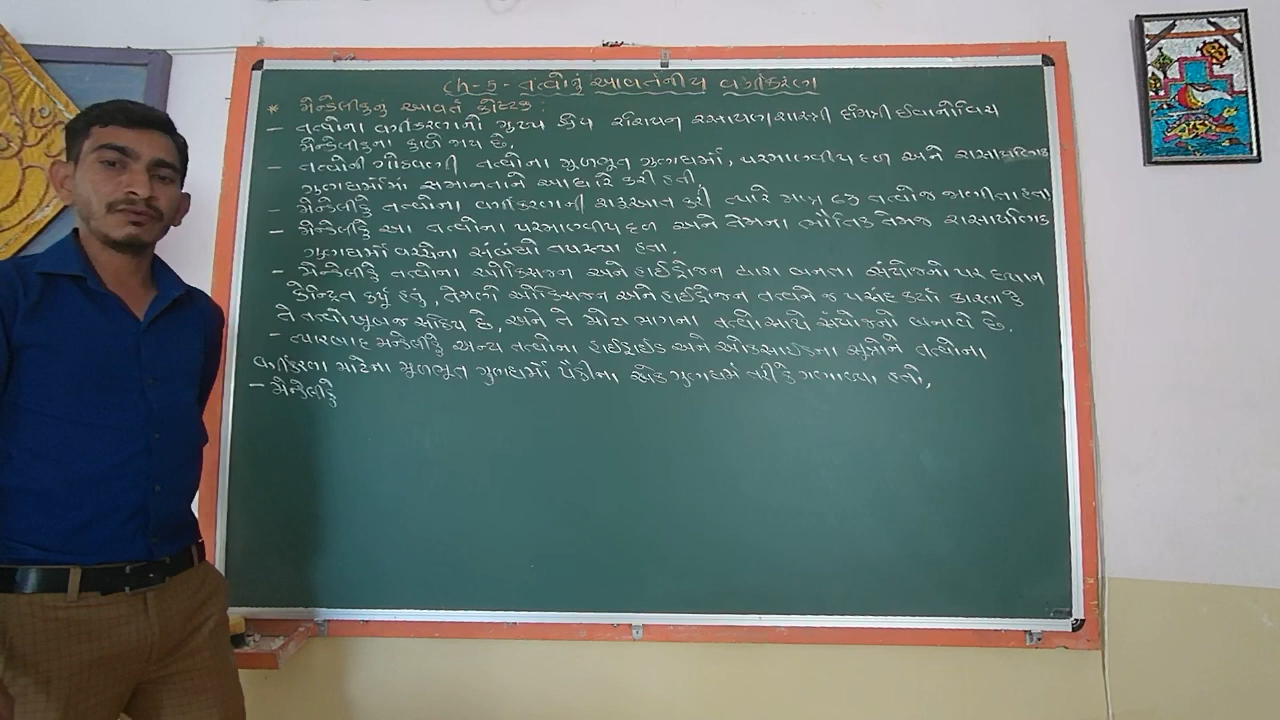 Ch-5- તત્વોનું આવર્તનીય વર્ગીકરણ
* મેન્ડેલીફનું આવર્ત કોષ્ટક :
- તત્વોના વર્ગીકરણનો મુખ્ય શ્રેય રશિયન રસાયણશાસ્ત્રી દમિત્રી ઈવાનોવિચ
મેન્ડેલીફના ફાળે જાય છે.
- તત્વોની ગોઠવણી તત્વોના મૂળભૂત ગુણધર્મો, પરમાણ્વીય દળ અને રાસાયણિક
ગુણધર્મોમાં સમાનતાને આધારે કરી હતી.
- મેન્ડેલીફે તત્વોના વર્ગીકરણની શરૂઆત કરી ત્યારે માત્ર 63 તત્વો જ જાણીતા હતા
- મેન્ડેલીફે આ તત્વોના પરમાણ્વીય દળ અને તેમના ભૌતિક તેમજ રાસાયણિક
ગુણધર્મો વચ્ચેના સંબંધો તપાસ્યા હતા.
- મેન્ડેલીફે તત્વોના ઓક્સિજન અને હાઈડ્રોજન દ્વારા બનતા સંયોજનો પર ધ્યાન
કેન્દ્રિત કર્યું હતું, તેમણે ઓક્સિજન અને હાઈડ્રોજન તત્વને જ પસંદ કર્યા કારણ કે
તે તત્વો ખૂબ જ સક્રિય છે, અને તે મોટા ભાગના તત્વો સાથે સંયોજનો બનાવે છે.
- ત્યારબાદ મેન્ડેલીફે અન્ય તત્વોના હાઈડ્રાઈડ અને ઓક્સાઈડના સૂત્રોને તત્વોના
વર્ગીકરણ માટેના મૂળભૂત ગુણધર્મો પૈકીના એક ગુણધર્મ તરીકે ગણાવ્યા હતો,
- મેન્ડેલીફે